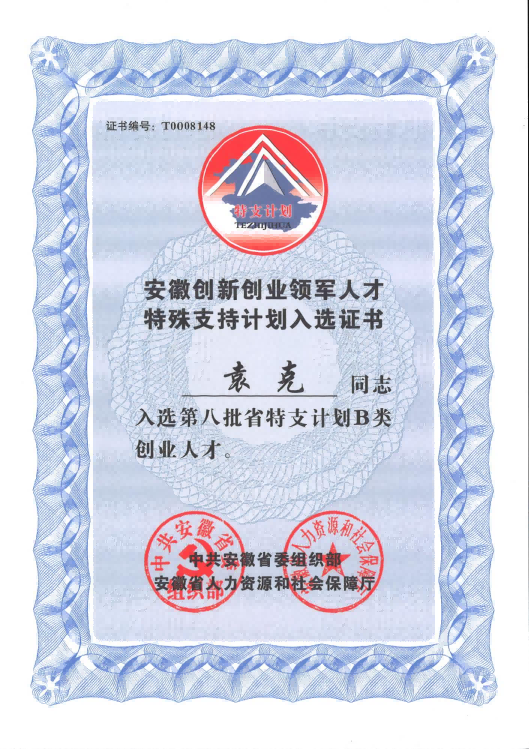 证书编号：T0008148
特支计划
TEZHIJIHUA
安徽创新创业领军人才
特殊支持计划入选证书
袁克 同志
入选第八批省特支计划B类
创业人才。
中共安徽省委组织部
安徽省人力资源和社会保障厅